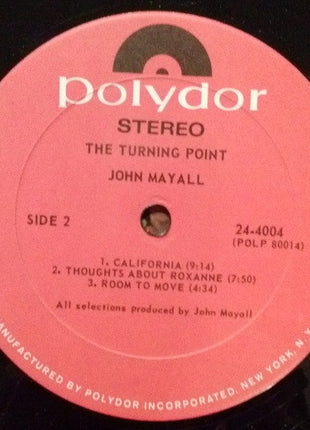 polydor
STEREO
THE TURNING POINT
JOHN MAYALL
SIDE 2
24-4004
(POLP 80014)
1. CALIFORNIA (9:14)
2. THOUGHTS ABOUT ROXANNE (7:50)
3. ROOM TO MOVE (4:34)
All selections produced by John Mayall
MANUFACTURED BY POLYDOR INCORPORATED, NEW YORK, N.Y.